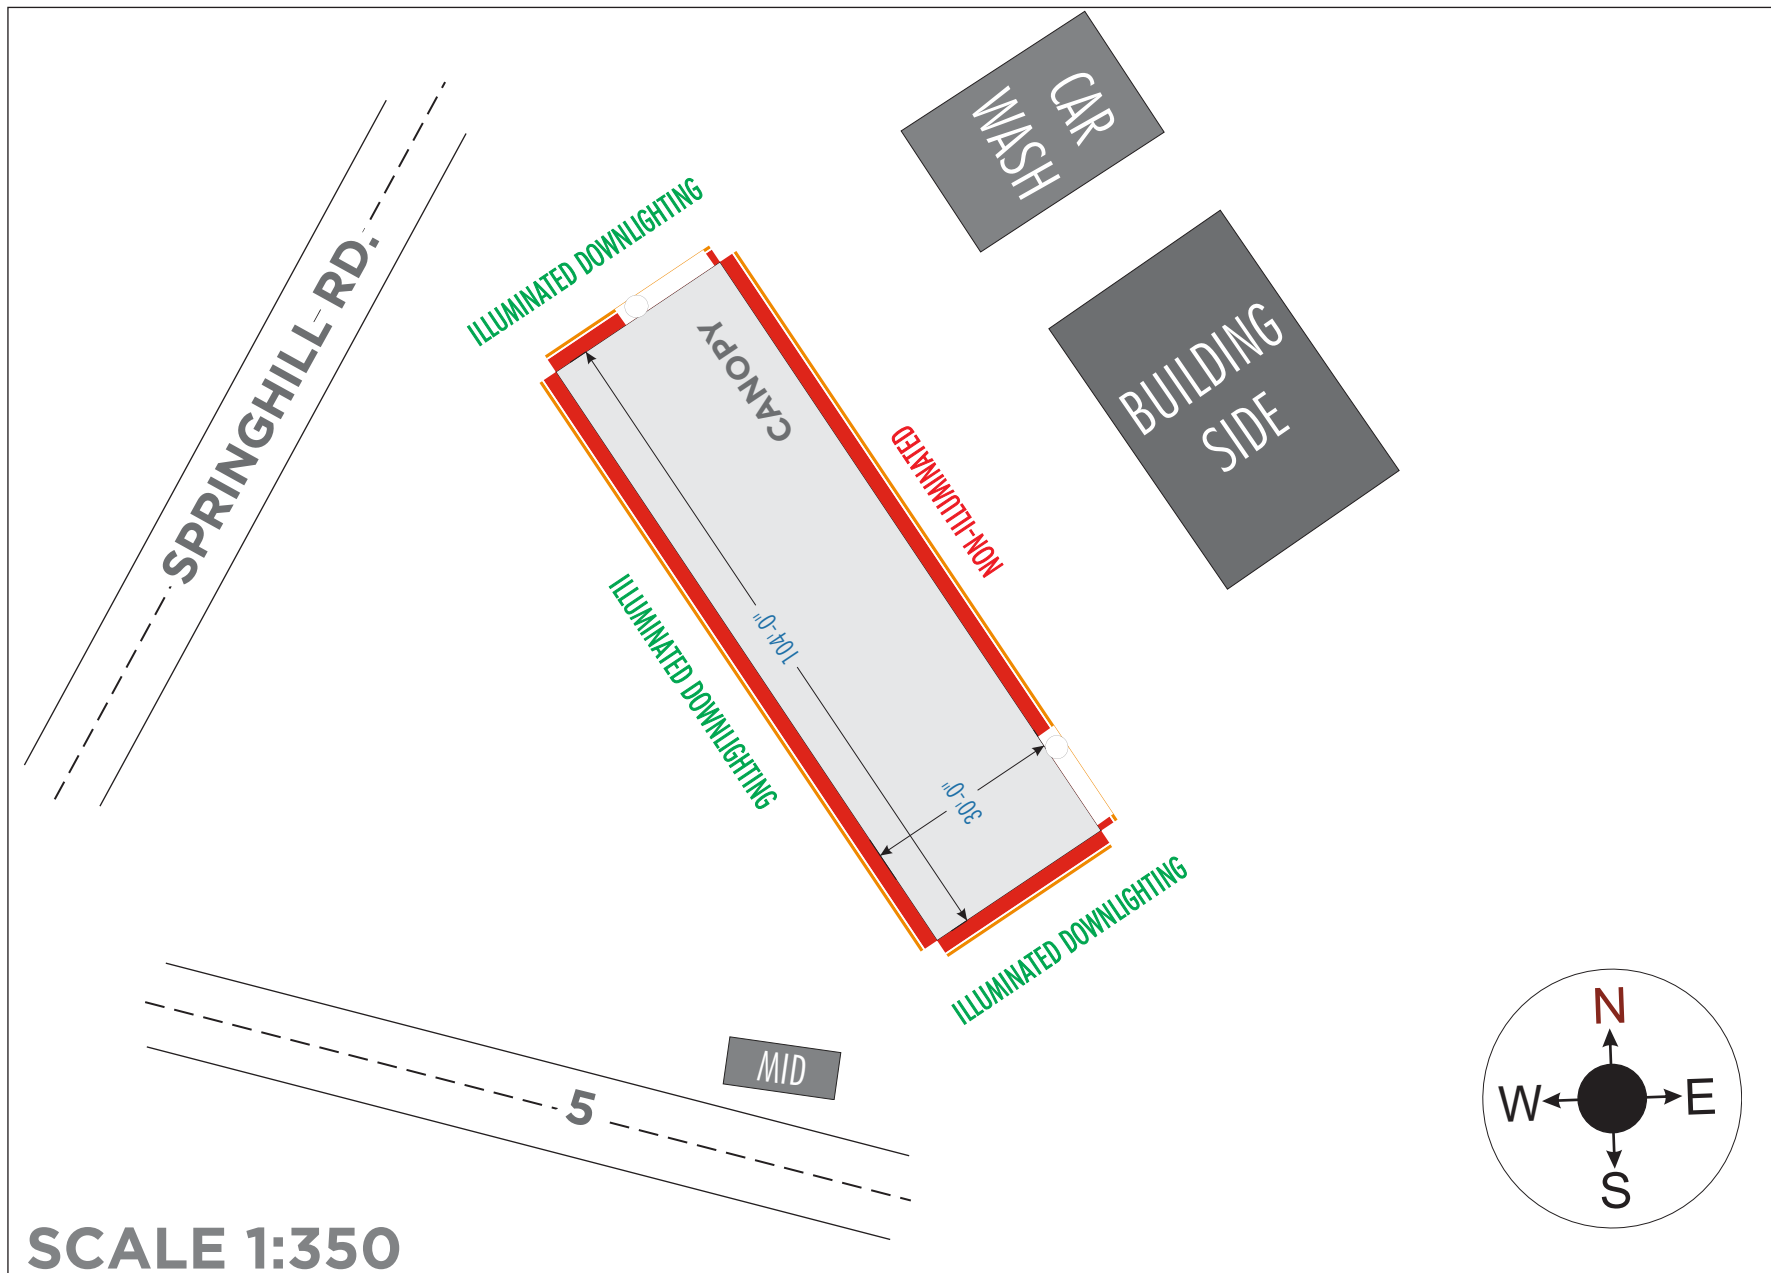 CAR
WASH
ILLUMINATED DOWNLIGHTING
SPRINGHILL RD.
CANOPY
BUILDING
SIDE
NON-ILLUMINATED
ILLUMINATED DOWNLIGHTING
104'-0"
30'-0"
ILLUMINATED DOWNLIGHTING
MID
5
N
W
E
S
SCALE 1:350